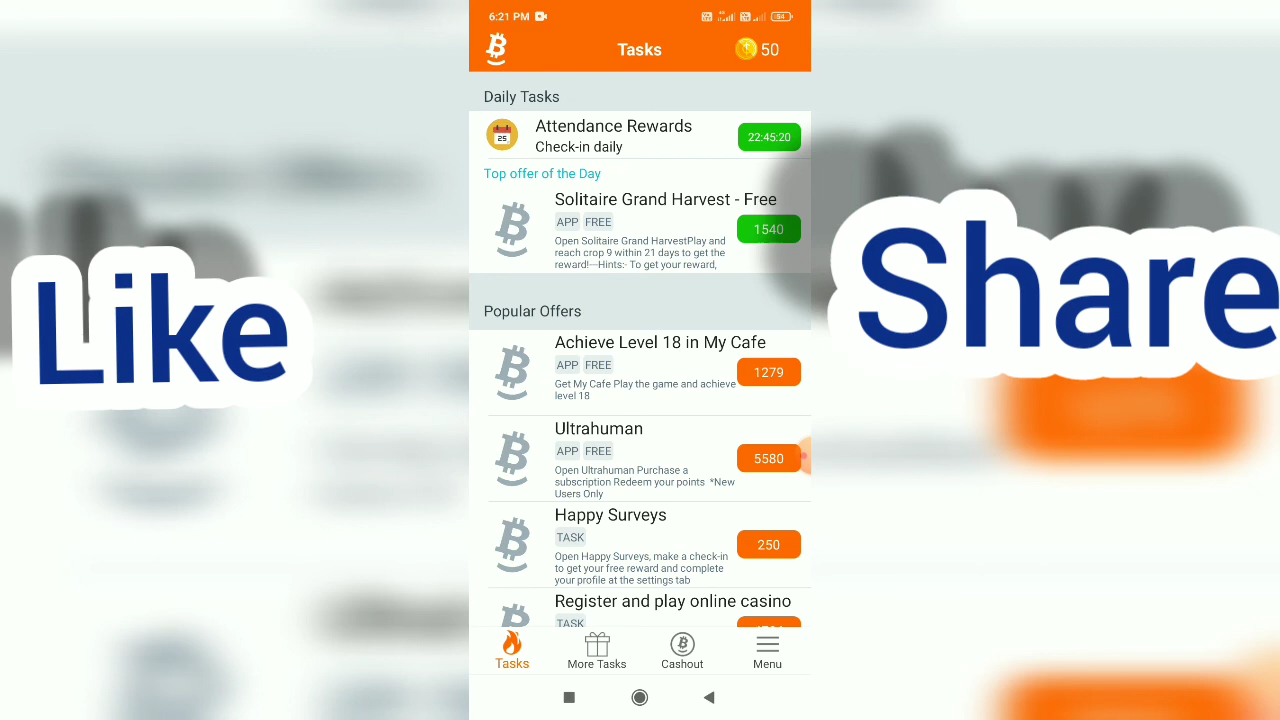 6:21 PM
54
Tasks
50
Daily Tasks
25
Attendance Rewards
Check-in daily
22:45:20
Top offer of the Day
Solitaire Grand Harvest - Free
APP FREE
1540
Open Solitaire Grand HarvestPlay and
reach crop 9 within 21 days to get the
reward!---Hints:- To get your reward,
Like
Share
Popular Offers
Achieve Level 18 in My Cafe
APP FREE
1279
Get My Cafe Play the game and achieve
level 18
Ultrahuman
APP FREE
5580
Open Ultrahuman Purchase a
subscription Redeem your points *New
Users Only
Happy Surveys
TASK
250
Open Happy Surveys, make a check-in
to get your free reward and complete
your profile at the settings tab
Register and play online casino
TASK
Tasks
More Tasks
Cashout
Menu